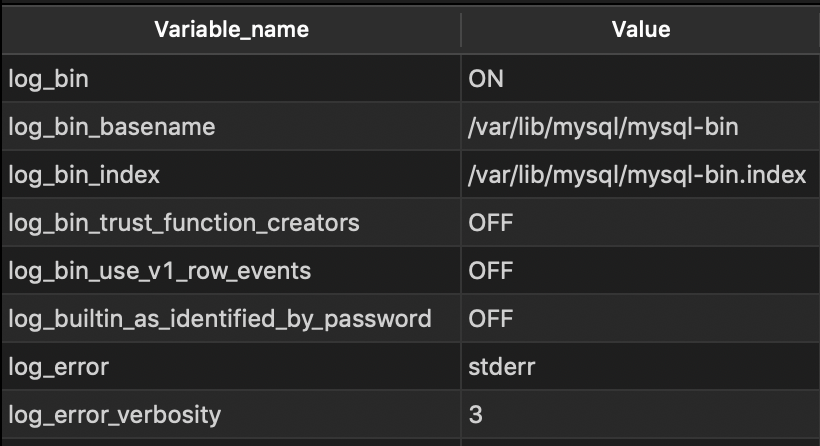 Variable_name Value
log_bin ON
log_bin_basename /var/lib/mysql/mysql-bin
log_bin_index /var/lib/mysql/mysql-bin.index
log_bin_trust_function_creators OFF
log_bin_use_v1_row_events OFF
log_builtin_as_identified_by_password OFF
log_error stderr
log_error_verbosity 3